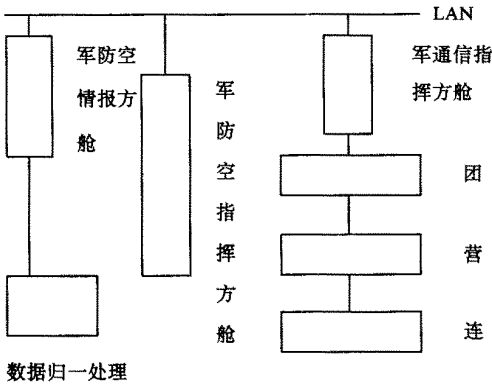 LAN
军防空
情报方
舱
军防空指挥方舱
军通信指
挥方舱
团
营
连
数据归一处理